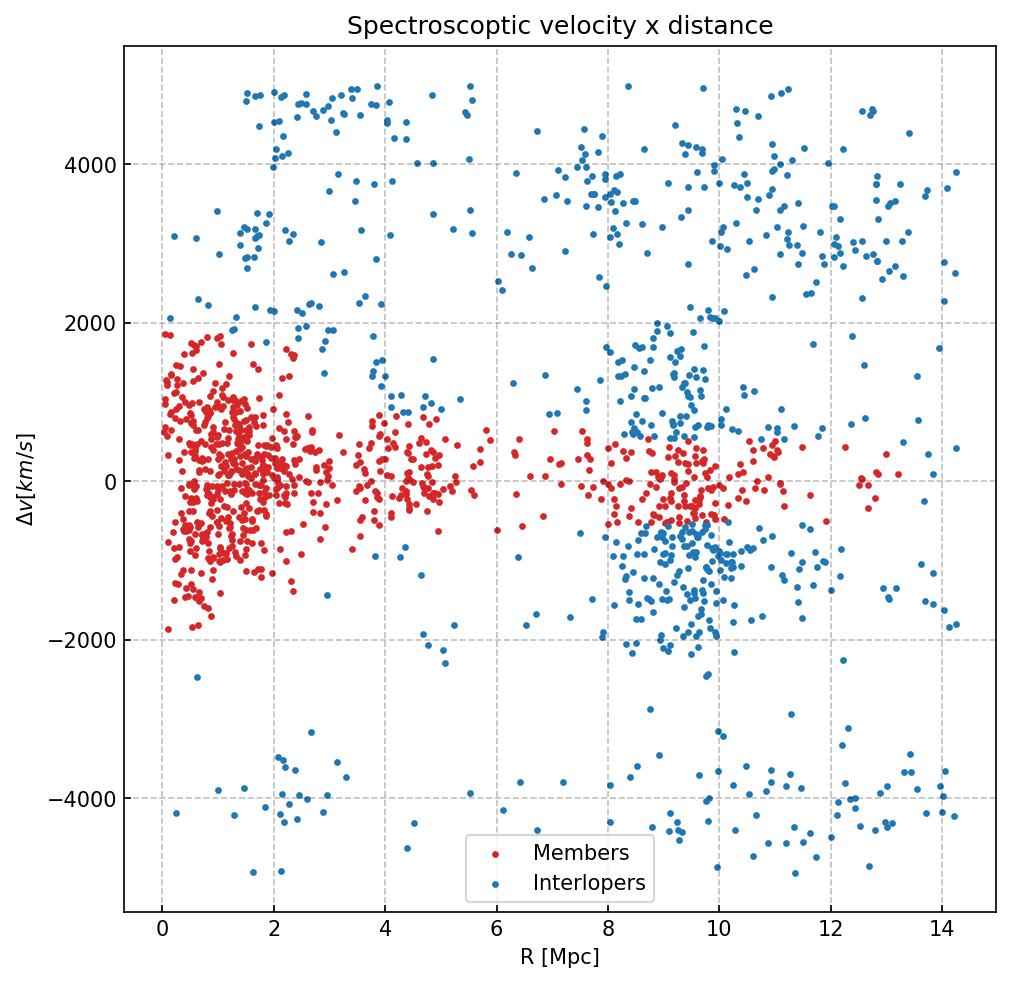 Spectroscoptic velocity x distance
4000
2000
0
−2000
−4000
Δv[km/s]
Members
Interlopers
0 2 4 6 8 10 12 14
R [Mpc]